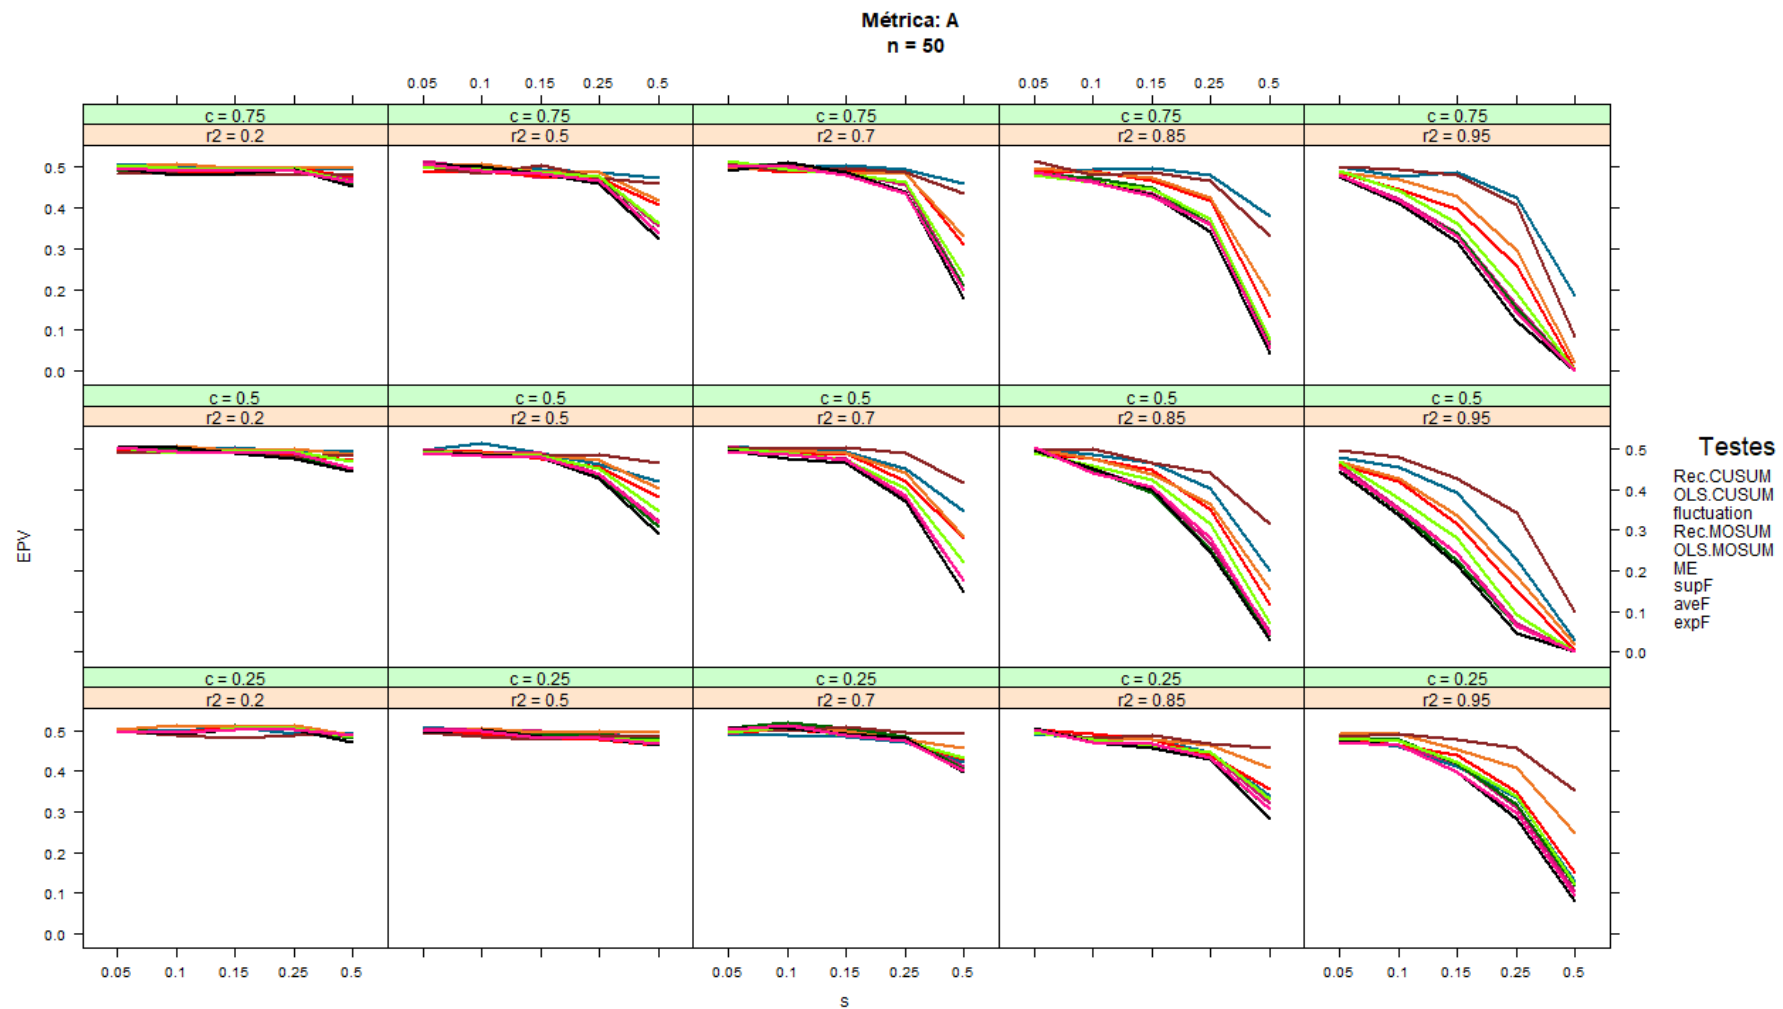 Métrica: A
n = 50
0.05 0.1 0.15 0.25 0.5
0.05 0.1 0.15 0.25 0.5
c = 0.75
c = 0.75
c = 0.75
c = 0.75
c = 0.75
r2 = 0.2
r2 = 0.5
r2 = 0.7
r2 = 0.85
r2 = 0.95
0.5
0.4
0.3
0.2
0.1
0.0
c = 0.5
c = 0.5
c = 0.5
c = 0.5
c = 0.5
r2 = 0.2
r2 = 0.5
r2 = 0.7
r2 = 0.85
r2 = 0.95
0.5
0.4
0.3
0.2
0.1
0.0
EPV
Testes
Rec.CUSUM
OLS.CUSUM
fluctuation
Rec.MOSUM
OLS.MOSUM
ME
supF
aveF
expF
c = 0.25
c = 0.25
c = 0.25
c = 0.25
c = 0.25
r2 = 0.2
r2 = 0.5
r2 = 0.7
r2 = 0.85
r2 = 0.95
0.5
0.4
0.3
0.2
0.1
0.0
0.05 0.1 0.15 0.25 0.5
0.05 0.1 0.15 0.25 0.5
0.05 0.1 0.15 0.25 0.5
s